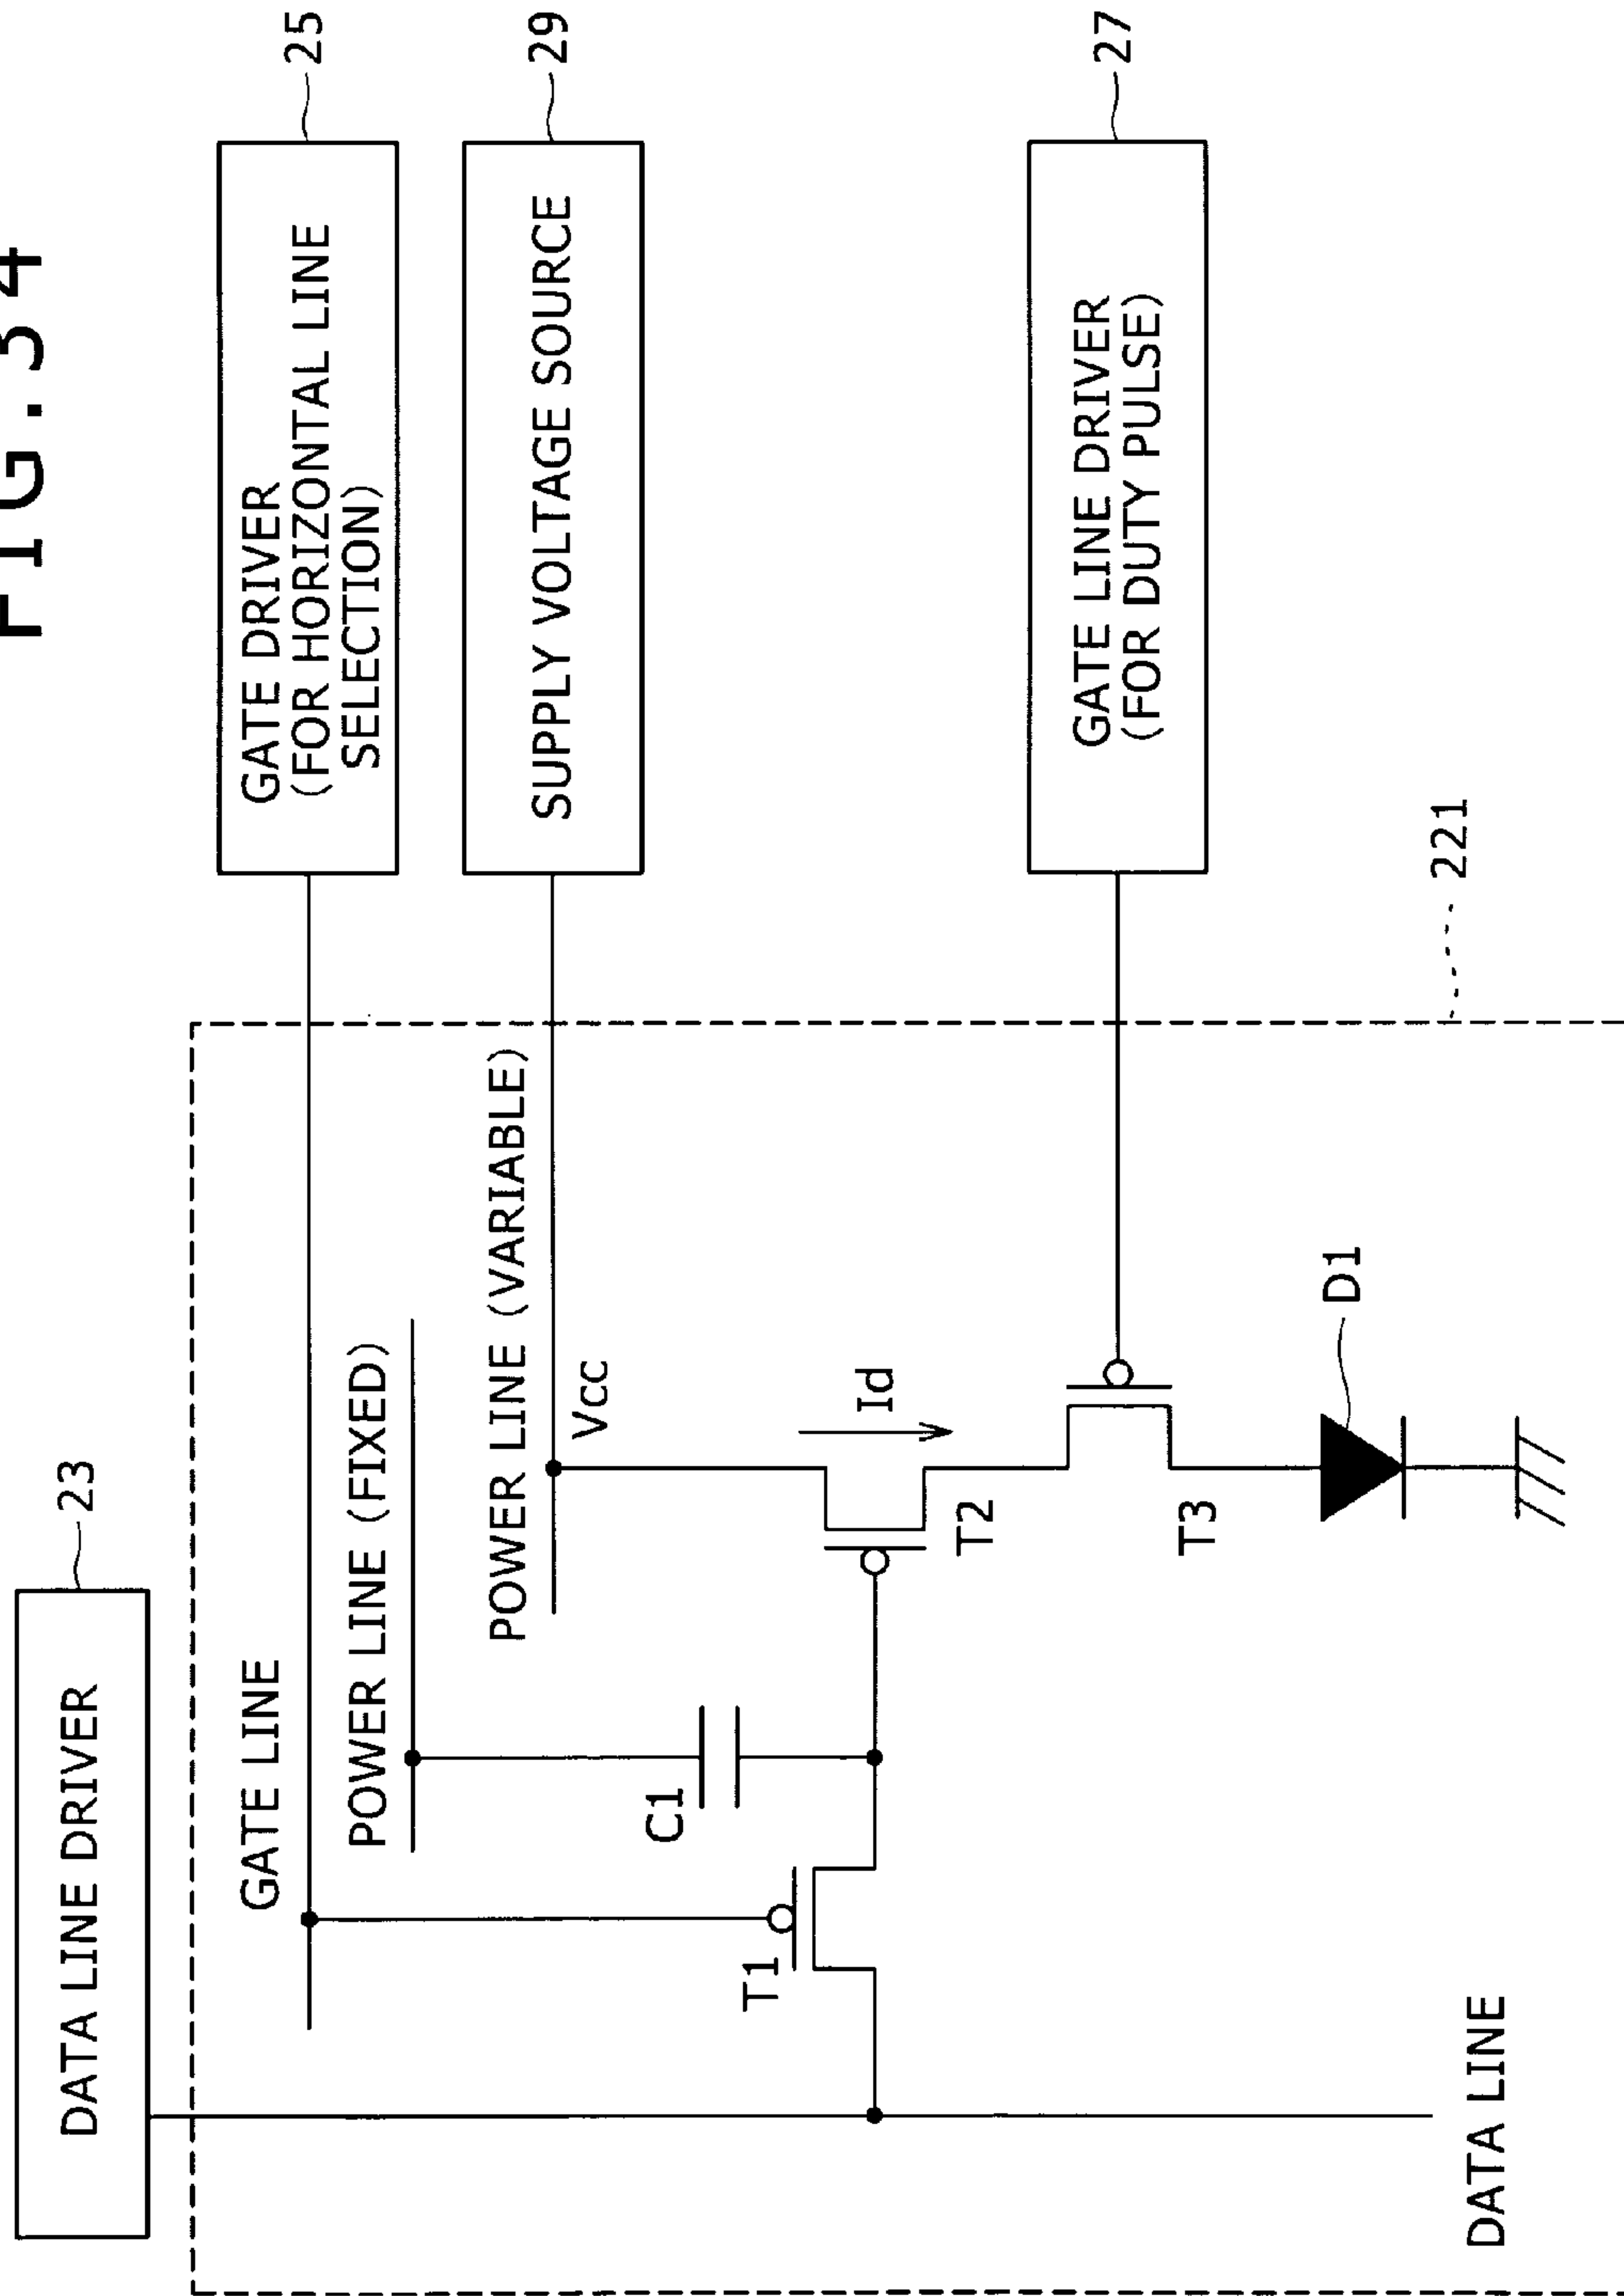 FIG.34
DATA LINE DRIVER
23
GATE LINE
GATE DRIVER
(FOR HORIZONTAL LINE
SELECTION)
25
POWER LINE (FIXED)
POWER LINE (VARIABLE)
SUPPLY VOLTAGE SOURCE
29
Vcc
C1
T1
Id
T2
T3
GATE LINE DRIVER
(FOR DUTY PULSE)
27
D1
221
DATA LINE